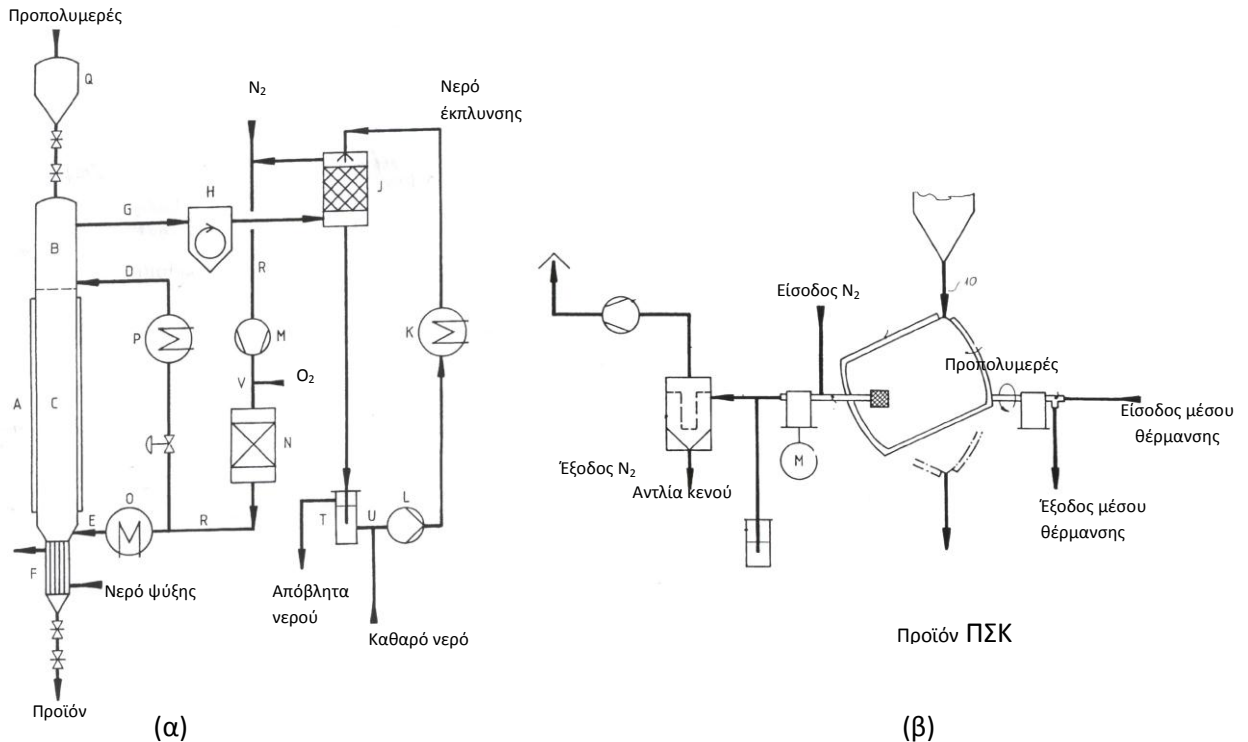 Προπολυμερές
Q
N₂
Νερό
έκπλυνσης
H
J
G
B
D
R
P
M
K
V
O₂
A
C
N
O
E
R
T
U
L
F
Νερό ψύξης
Απόβλητα
νερού
Καθαρό νερό
Προϊόν
(α)
10
Είσοδος N₂
Προπολυμερές
Είσοδος μέσου
θέρμανσης
M
Έξοδος N₂
Αντλία κενού
Έξοδος μέσου
θέρμανσης
Προϊόν ΠΣΚ
(β)